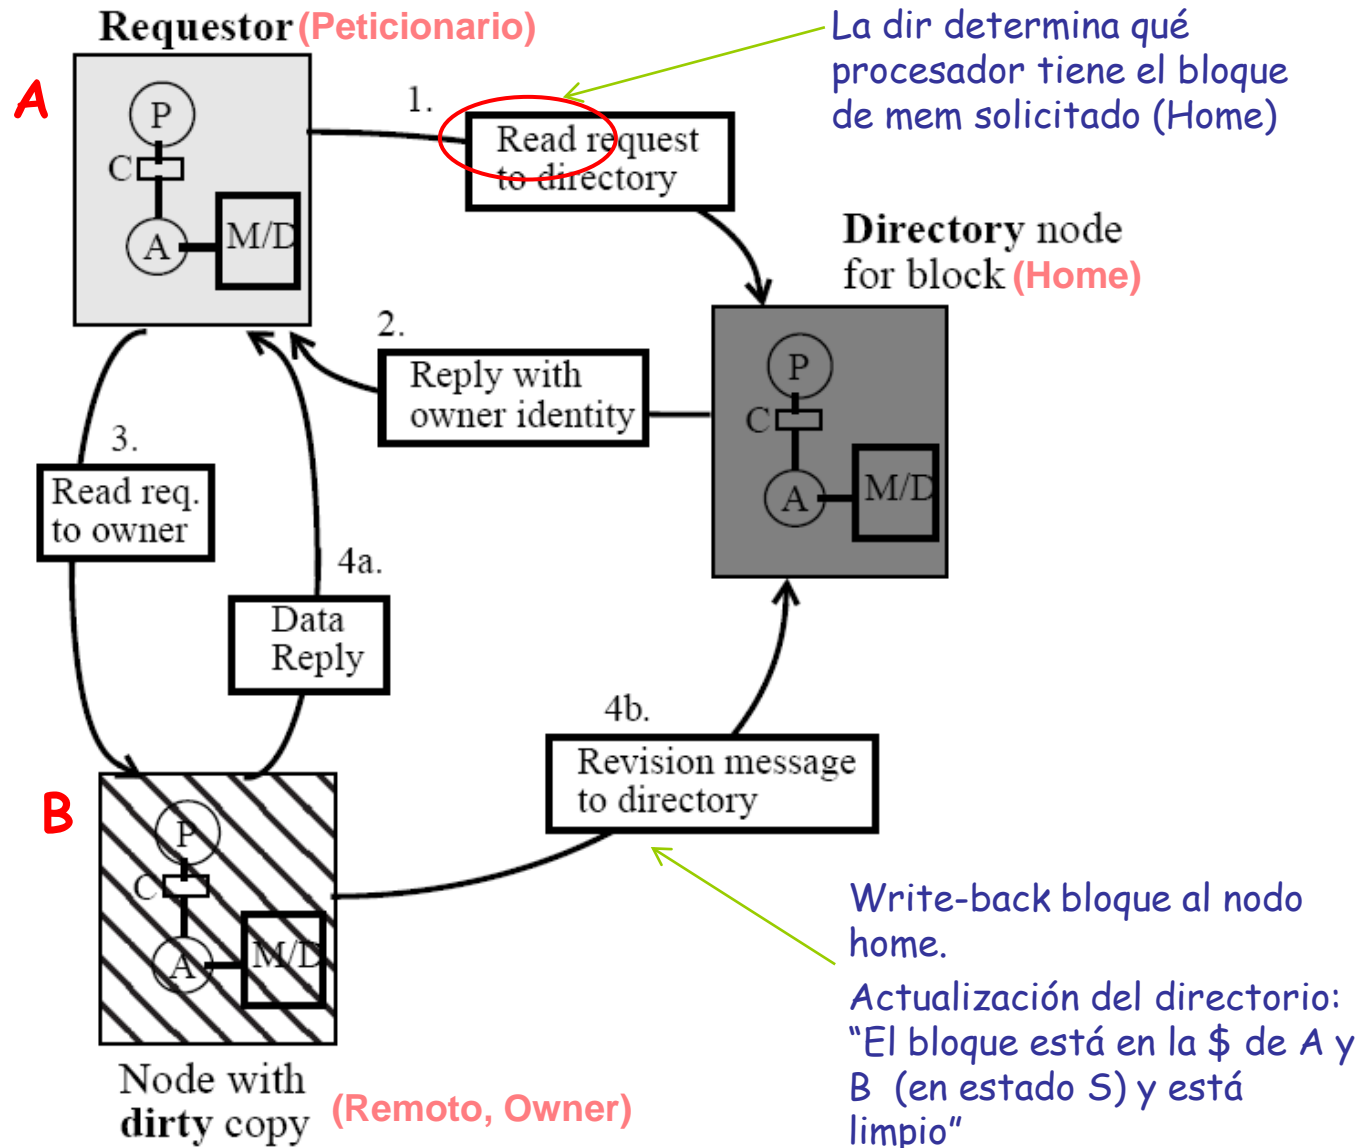 Requestor (Peticionario)
La dir determina qué
procesador tiene el bloque
de mem solicitado (Home)
A
P
C
A
M/D
1.
Read request
to directory
Directory node
for block (Home)
P
C
A
M/D
2.
Reply with
owner identity
3.
Read req.
to owner
4a.
Data
Reply
4b.
Revision message
to directory
B
P
C
A
M/D
Node with
dirty copy (Remoto, Owner)
Write-back bloque al nodo
home.
Actualización del directorio:
“El bloque está en la $ de A y
B (en estado S) y está
limpio”